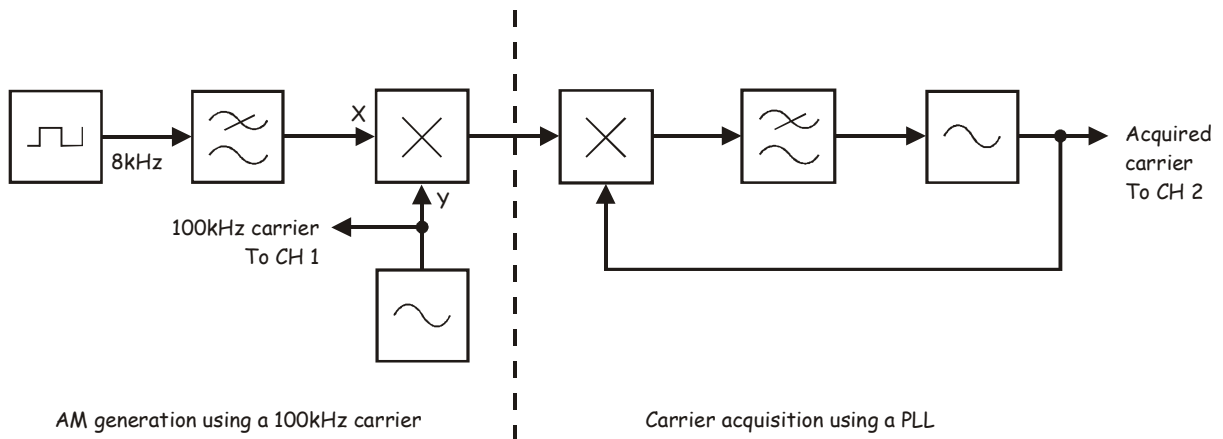 X
8kHz
Y
100kHz carrier
To CH 1
Acquired
carrier
To CH 2
AM generation using a 100kHz carrier
Carrier acquisition using a PLL